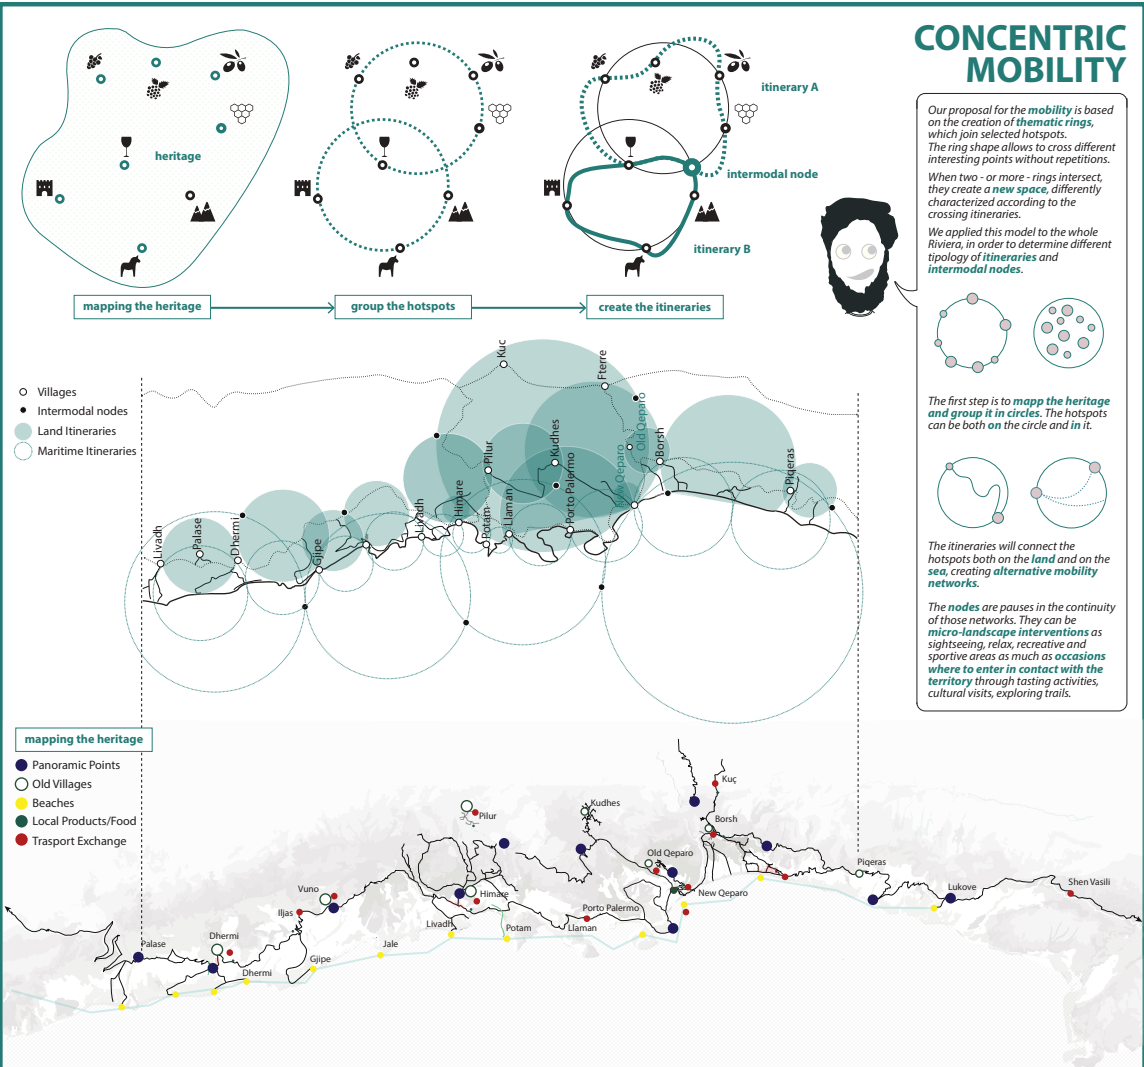 CONCENTRIC
MOBILITY
Our proposal for the mobility is based
on the creation of thematic rings,
which join selected hotspots.
The ring shape allows to cross different
interesting points without repetitions.
When two - or more - rings intersect,
they create a new space, differently
characterized according to the
crossing itineraries.
We applied this model to the whole
Riviera, in order to determine different
tipology of itineraries and
intermodal nodes.
The first step is to mapp the heritage
and group it in circles. The hotspots
can be both on the circle and in it.
The itineraries will connect the
hotspots both on the land and on the
sea, creating alternative mobility
networks.
The nodes are pauses in the continuity
of those networks. They can be
micro-landscape interventions as
sightseeing, relax, recreative and
sportive areas as much as occasions
where to enter in contact with the
territory through tasting activities,
cultural visits, exploring trails.
heritage
itinerary A
intermodal node
itinerary B
mapping the heritage
group the hotspots
create the itineraries
Villages
Intermodal nodes
Land Itineraries
Maritime Itineraries
Livadh
Palase
Dhermi
Gjipe
Livadh
Himare
Potam
Pilur
Llaman
Kuc
Kudhes
Porto Palermo
Fterre
New Qeparo
Old Qeparo
Borsh
Piqeras
mapping the heritage
Panoramic Points
Old Villages
Beaches
Local Products/Food
Trasport Exchange
Palase
Dhermi
Dhermi
Iljas
Vuno
Gjipe
Jale
Livadh
Pilur
Himare
Potam
Llaman
Porto Palermo
Kudhes
Old Qeparo
New Qeparo
Kuç
Borsh
Piqeras
Lukove
Shen Vasili